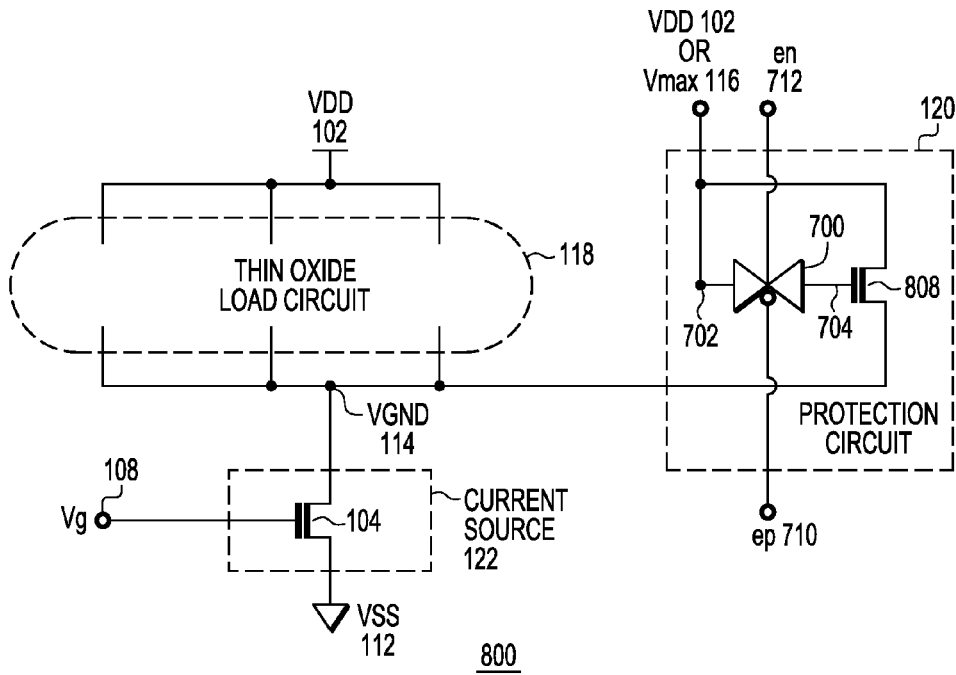 VDD 102
OR
Vmax 116
en
712
VDD
102
120
THIN OXIDE
LOAD CIRCUIT
118
700
702
704
808
VGND
114
PROTECTION
CIRCUIT
108
Vg
104
CURRENT
SOURCE
122
ep 710
VSS
112
800